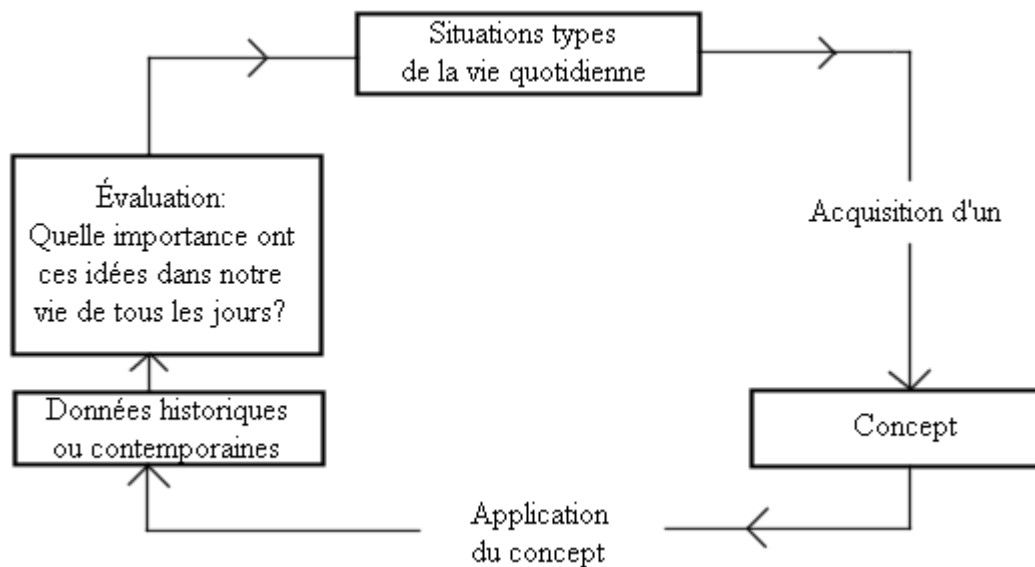 Situations types
de la vie quotidienne
Acquisition d'un
Concept
Application
du concept
Données historiques
ou contemporaines
Évaluation:
Quelle importance ont
ces idées dans notre
vie de tous les jours?